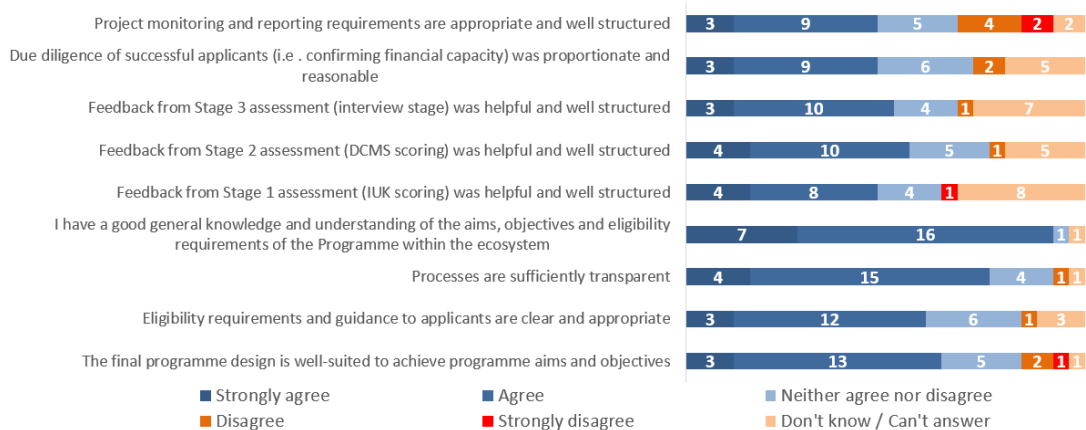 Project monitoring and reporting requirements are appropriate and well structured
3 9 5 4 2 2
Due diligence of successful applicants (i.e . confirming financial capacity) was proportionate and
reasonable
3 9 6 2 5
Feedback from Stage 3 assessment (interview stage) was helpful and well structured
3 10 4 1 7
Feedback from Stage 2 assessment (DCMS scoring) was helpful and well structured
4 10 5 1 5
Feedback from Stage 1 assessment (IUK scoring) was helpful and well structured
4 8 4 1 8
I have a good general knowledge and understanding of the aims, objectives and eligibility
requirements of the Programme within the ecosystem
7 16 1 1
Processes are sufficiently transparent
4 15 4 1 1
Eligibility requirements and guidance to applicants are clear and appropriate
3 12 6 1 3
The final programme design is well-suited to achieve programme aims and objectives
3 13 5 2 1 1
Strongly agree Agree Neither agree nor disagree
Disagree Strongly disagree Don't know / Can't answer